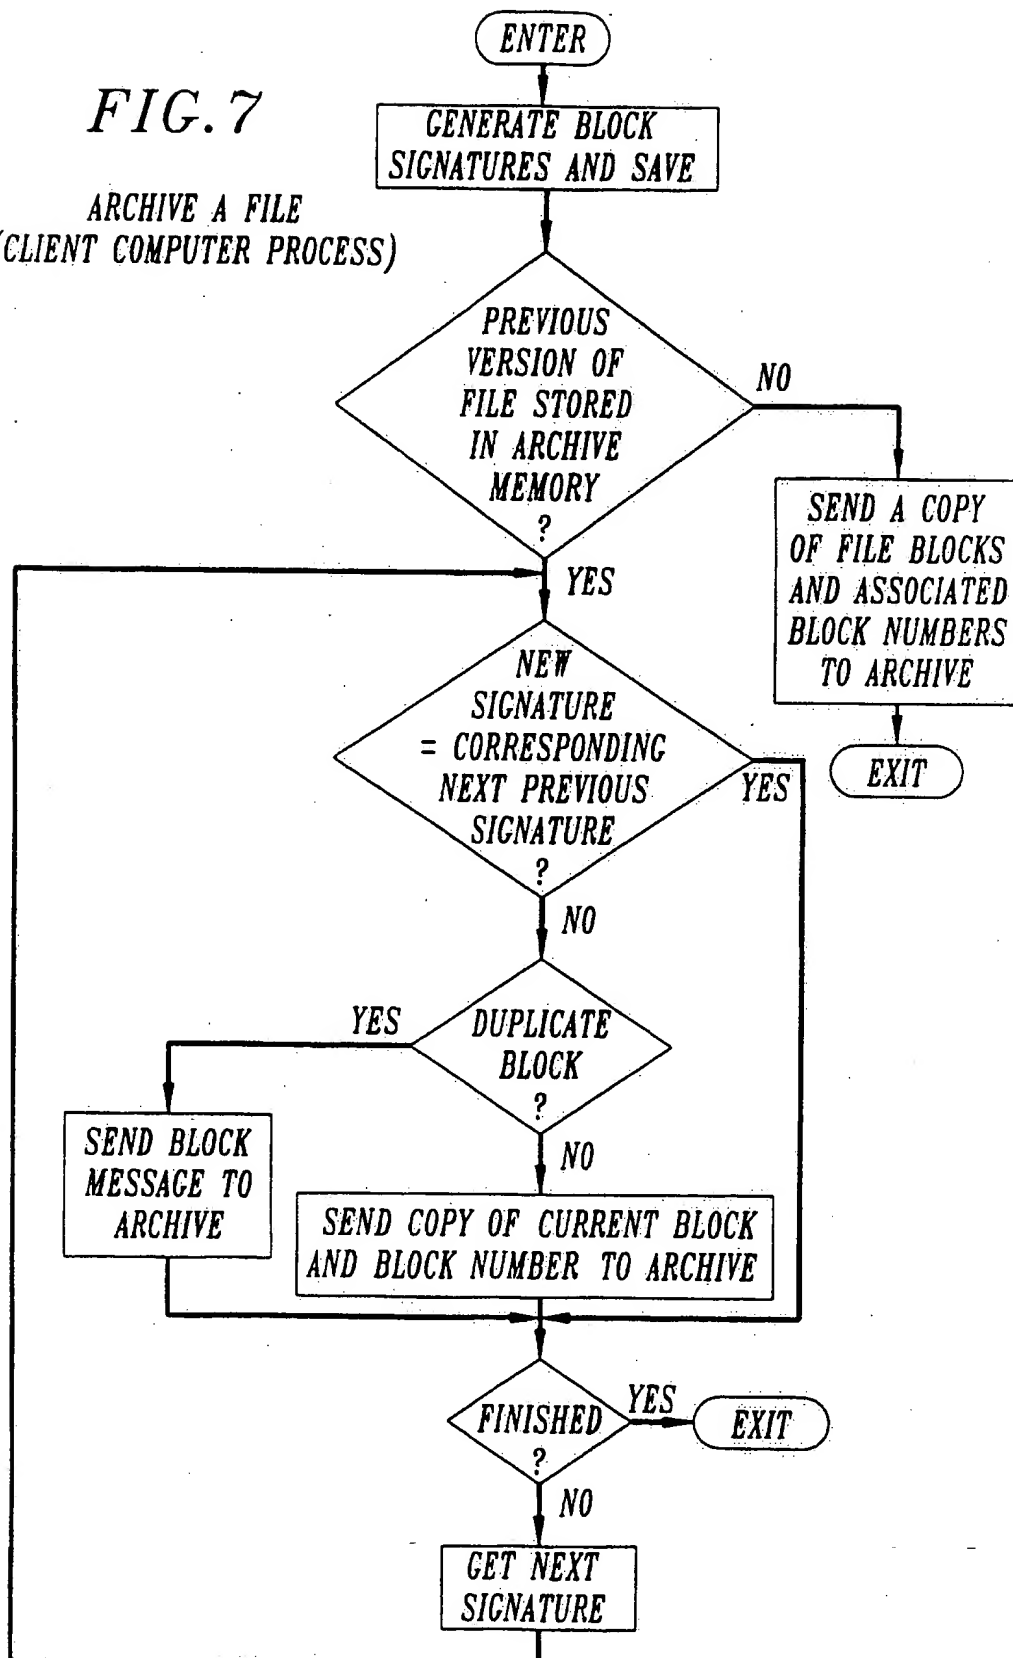 ENTER
FIG. 7
GENERATE BLOCK
SIGNATURES AND SAVE
ARCHIVE A FILE
(CLIENT COMPUTER PROCESS)
PREVIOUS
VERSION OF
FILE STORED
IN ARCHIVE
MEMORY
?
NO
SEND A COPY
OF FILE BLOCKS
AND ASSOCIATED
BLOCK NUMBERS
TO ARCHIVE
EXIT
YES
NEW
SIGNATURE
= CORRESPONDING
NEXT PREVIOUS
SIGNATURE
?
YES
NO
DUPLICATE
BLOCK
?
YES
SEND BLOCK
MESSAGE TO
ARCHIVE
NO
SEND COPY OF CURRENT BLOCK
AND BLOCK NUMBER TO ARCHIVE
FINISHED
?
YES
EXIT
NO
GET NEXT
SIGNATURE